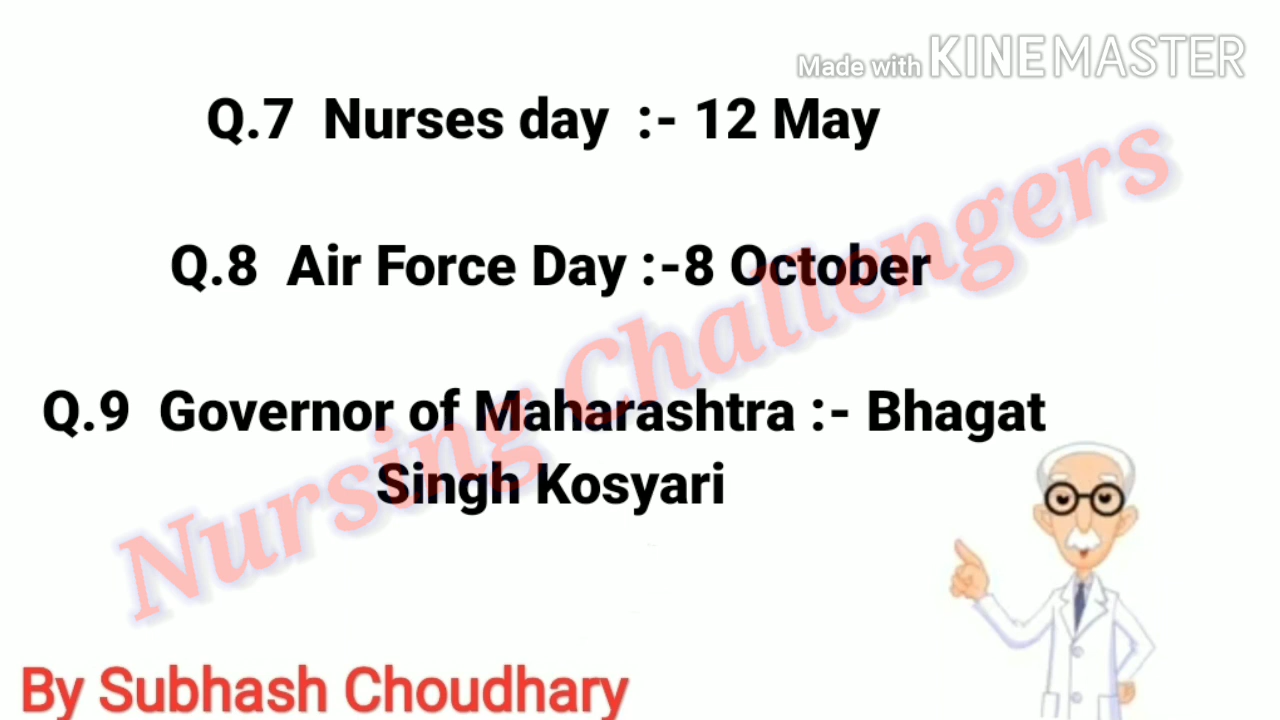 Made with KINEMASTER
Q.7 Nurses day :- 12 May
Q.8 Air Force Day :-8 October
Q.9 Governor of Maharashtra :- Bhagat
Singh Kosyari
Nursing Challengers
By Subhash Choudhary